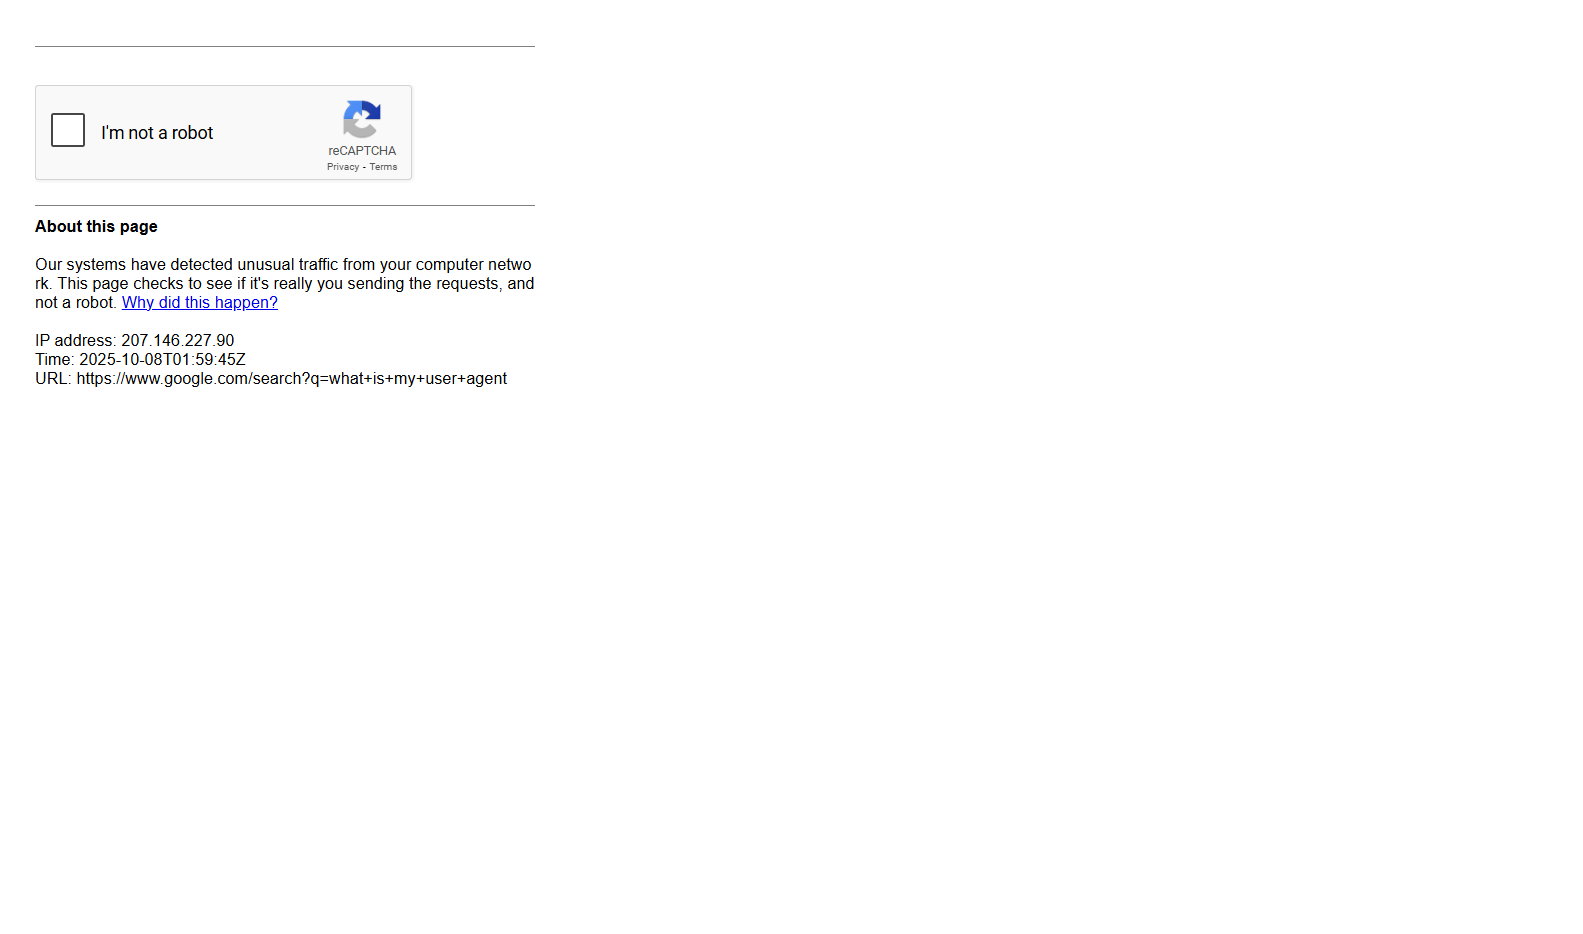 I'm not a robot
reCAPTCHA
Privacy - Terms
About this page
Our systems have detected unusual traffic from your computer netwo
rk. This page checks to see if it's really you sending the requests, and
not a robot. Why did this happen?
IP address: 207.146.227.90
Time: 2025-10-08T01:59:45Z
URL: https://www.google.com/search?q=what+is+my+user+agent